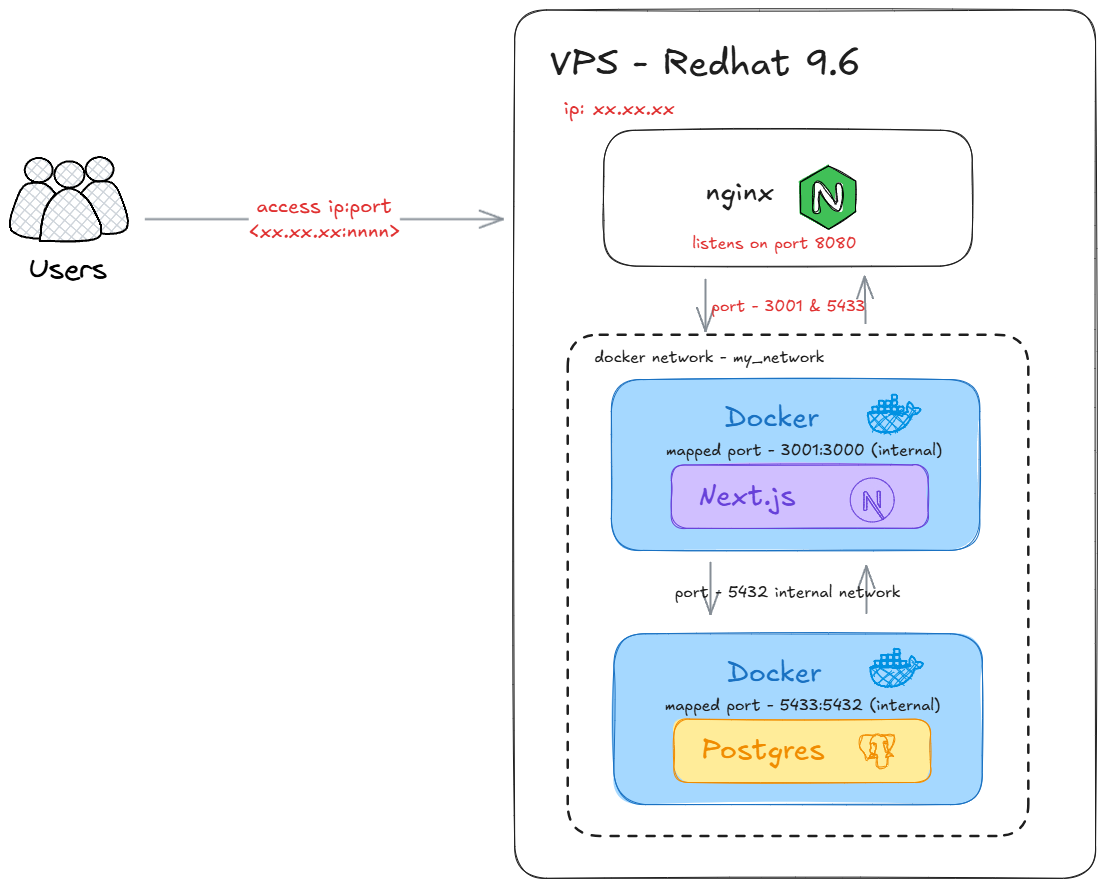 VPS - Redhat 9.6
ip: xx.xx.xx
nginx
N
listens on port 8080
access ip:port
<xx.xx.xx:nnnn>
Users
port - 3001 & 5433
docker network - my_network
Docker
mapped port - 3001:3000 (internal)
Next.js
N
port - 5432 internal network
Docker
mapped port - 5433:5432 (internal)
Postgres